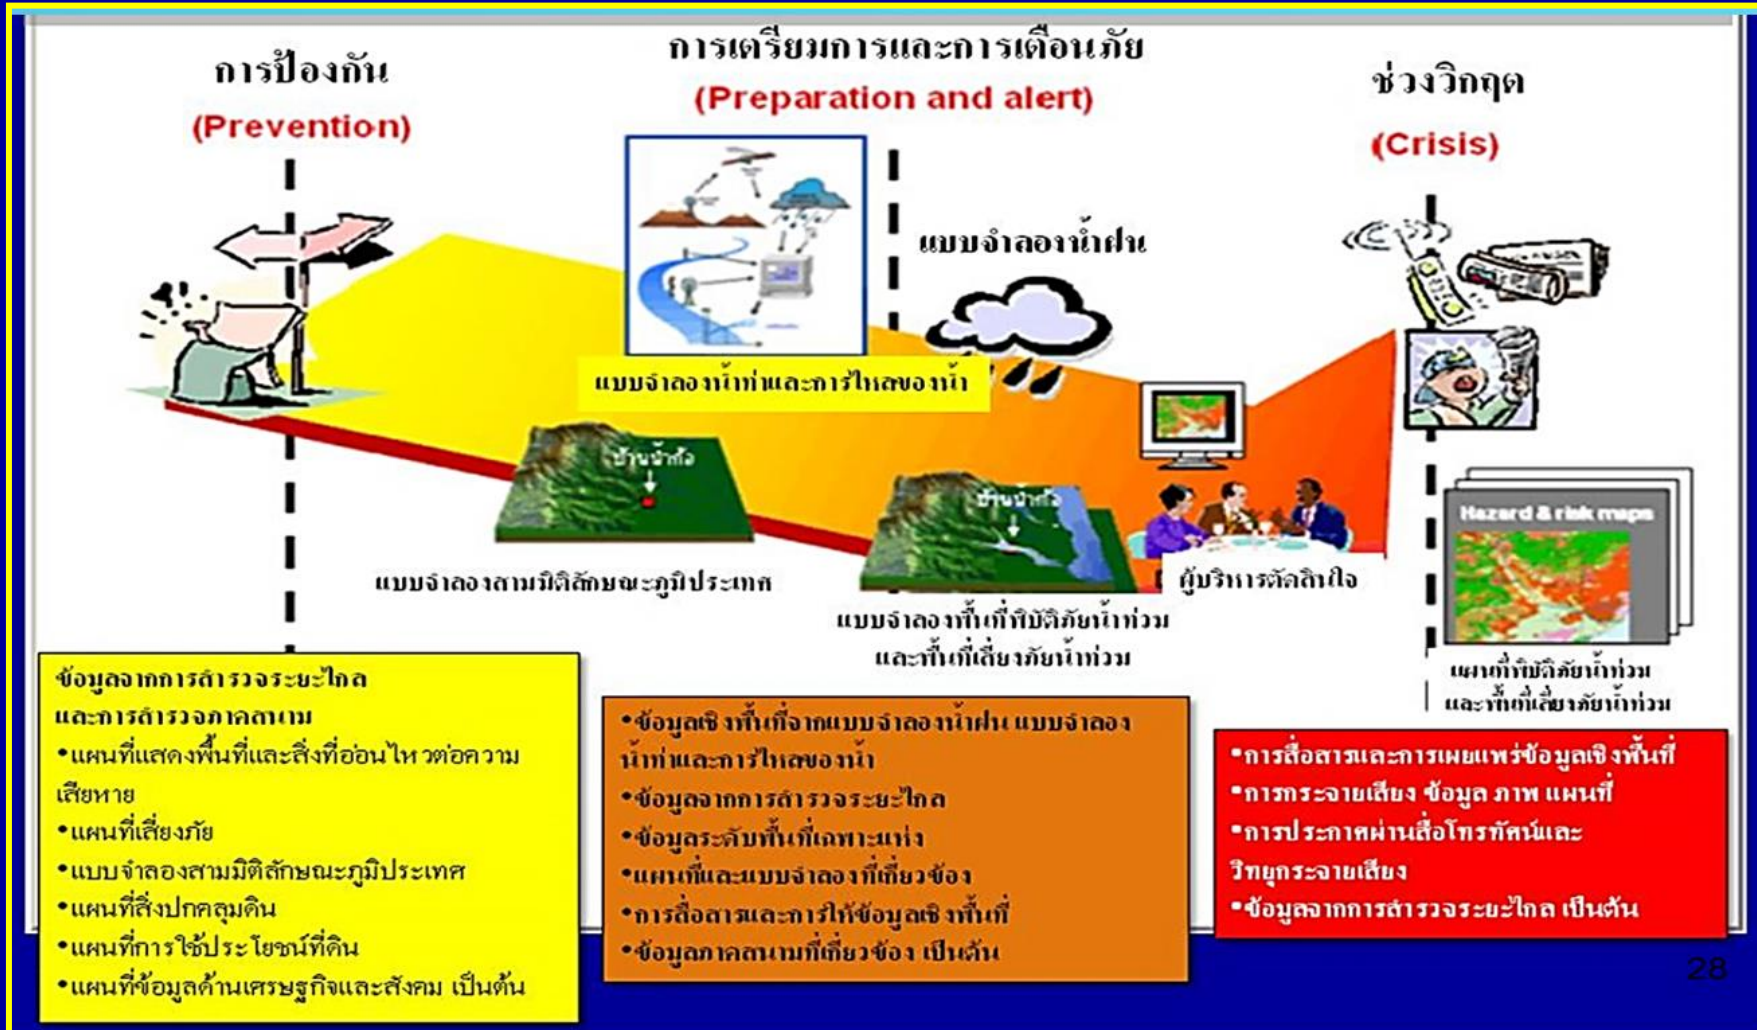 การป้องกัน
(Prevention)
การเตรียมการและการเตือนภัย
(Preparation and alert)
ช่วงวิกฤต
(Crisis)
แบบจำลองน้ำฝน
แบบจำลองน้ำท่าและการไหลของน้ำ
บ้านน้ำก้อ
แบบจำลองสามมิติลักษณะภูมิประเทศ
บ้านน้ำก้อ
แบบจำลองพื้นที่พิบัติภัยน้ำท่วม
และพื้นที่เสี่ยงภัยน้ำท่วม
ผู้บริหารตัดสินใจ
Hazard & risk maps
แผนที่พิบัติภัยน้ำท่วม
และพื้นที่เสี่ยงภัยน้ำท่วม
ข้อมูลจากการสำรวจระยะไกล
และการสำรวจภาคสนาม
•แผนที่แสดงพื้นที่และสิ่งที่อ่อนไหวต่อความ
เสียหาย
•แผนที่เสี่ยงภัย
•แบบจำลองสามมิติลักษณะภูมิประเทศ
•แผนที่สิ่งปกคลุมดิน
•แผนที่การใช้ประโยชน์ที่ดิน
•แผนที่ข้อมูลด้านเศรษฐกิจและสังคม เป็นต้น
•ข้อมูลเชิงพื้นที่จากแบบจำลองน้ำฝน แบบจำลอง
น้ำท่าและการไหลของน้ำ
•ข้อมูลจากการสำรวจระยะไกล
•ข้อมูลระดับพื้นที่เฉพาะแห่ง
•แผนที่และแบบจำลองที่เกี่ยวข้อง
•การสื่อสารและการให้ข้อมูลเชิงพื้นที่
•ข้อมูลภาคสนามที่เกี่ยวข้อง เป็นต้น
•การสื่อสารและการเผยแพร่ข้อมูลเชิงพื้นที่
•การกระจายเสียง ข้อมูล ภาพ แผนที่
•การประกาศผ่านสื่อโทรทัศน์และ
วิทยุกระจายเสียง
•ข้อมูลจากการสำรวจระยะไกล เป็นต้น
28